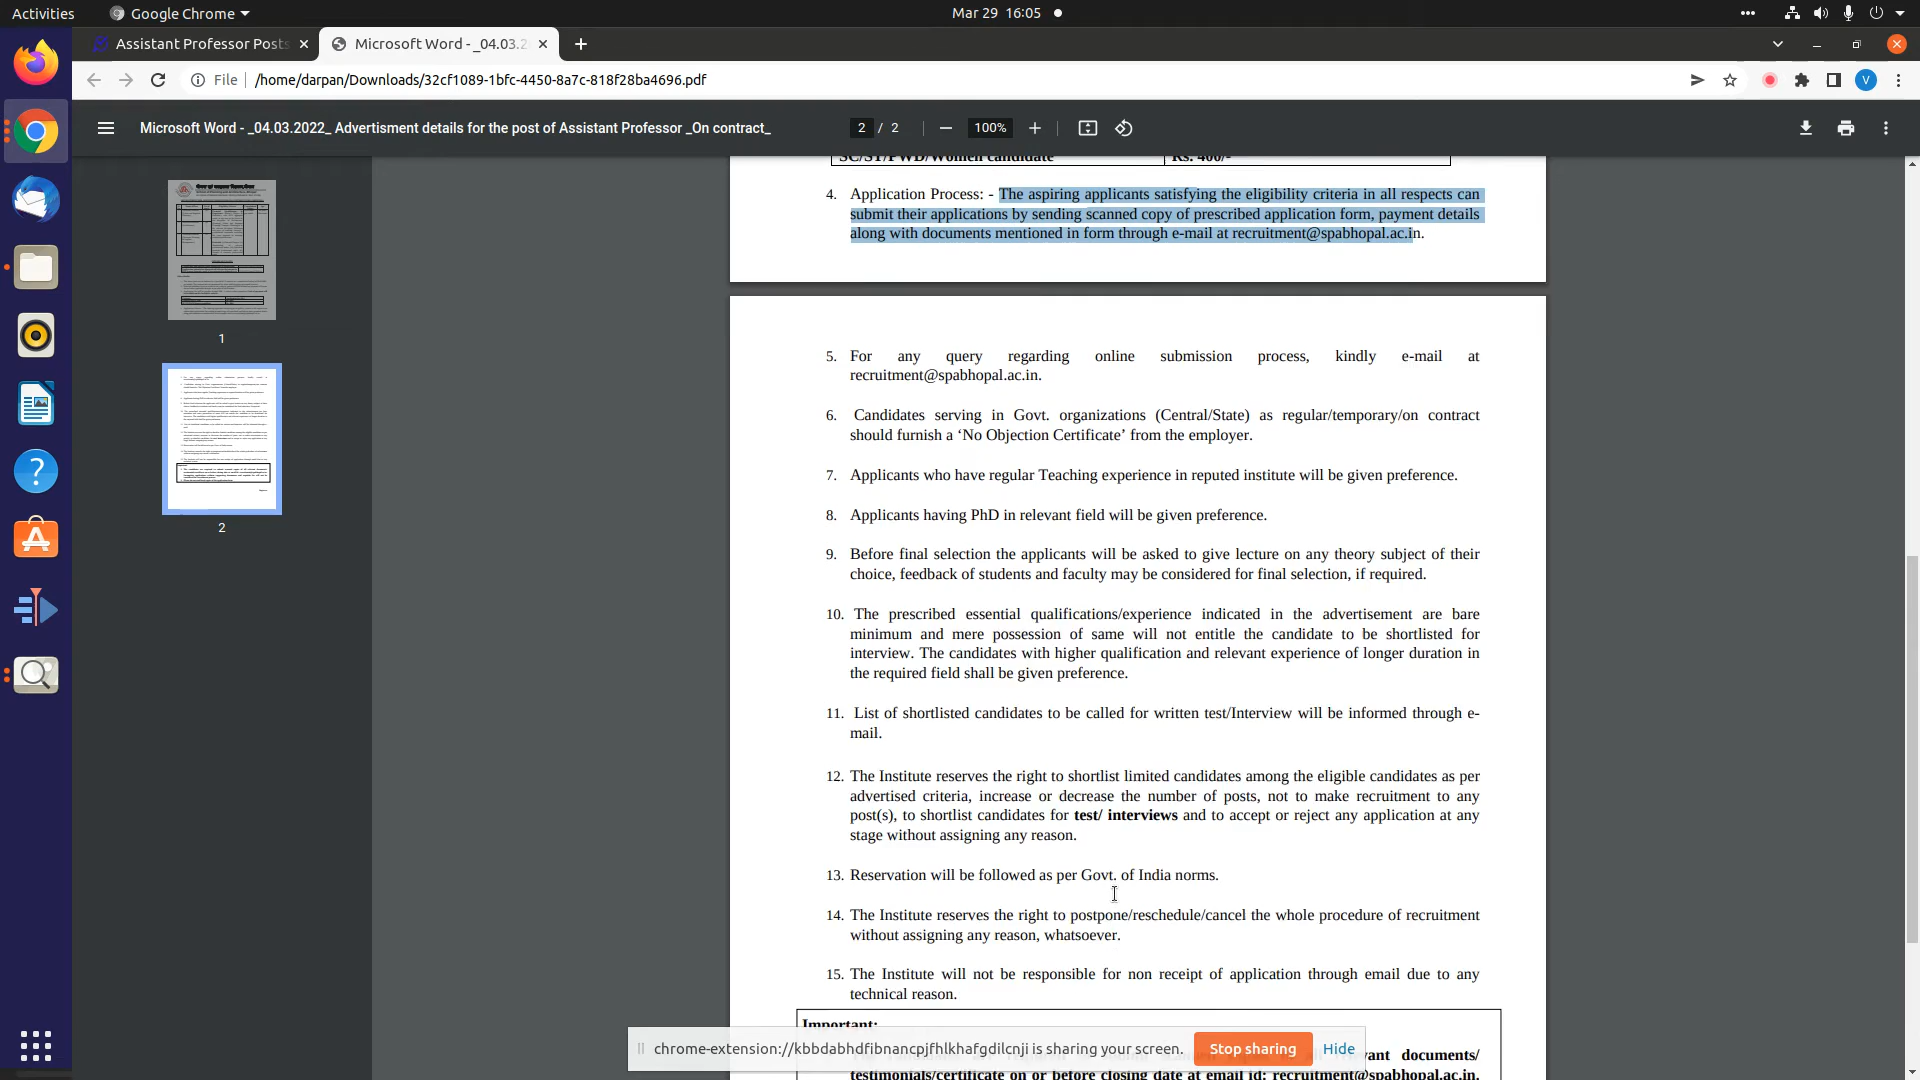 Activities
Google Chrome
Mar 29 16:05
Assistant Professor Posts
Microsoft Word - _04.03.2
File
/home/darpan/Downloads/32cf1089-1bfc-4450-8a7c-818f28ba4696.pdf
V
Microsoft Word - _04.03.2022_ Advertisment details for the post of Assistant Professor _On contract_
2 / 2
100%
1
2
SC/ST/PWD/Women candidate Rs. 400/-
4. Application Process: - The aspiring applicants satisfying the eligibility criteria in all respects can
submit their applications by sending scanned copy of prescribed application form, payment details
along with documents mentioned in form through e-mail at recruitment@spabhopal.ac.in.
5. For any query regarding online submission process, kindly e-mail at
recruitment@spabhopal.ac.in.
6. Candidates serving in Govt. organizations (Central/State) as regular/temporary/on contract
should furnish a ‘No Objection Certificate’ from the employer.
7. Applicants who have regular Teaching experience in reputed institute will be given preference.
8. Applicants having PhD in relevant field will be given preference.
9. Before final selection the applicants will be asked to give lecture on any theory subject of their
choice, feedback of students and faculty may be considered for final selection, if required.
10. The prescribed essential qualifications/experience indicated in the advertisement are bare
minimum and mere possession of same will not entitle the candidate to be shortlisted for
interview. The candidates with higher qualification and relevant experience of longer duration in
the required field shall be given preference.
11. List of shortlisted candidates to be called for written test/Interview will be informed through e-
mail.
12. The Institute reserves the right to shortlist limited candidates among the eligible candidates as per
advertised criteria, increase or decrease the number of posts, not to make recruitment to any
post(s), to shortlist candidates for test/ interviews and to accept or reject any application at any
stage without assigning any reason.
13. Reservation will be followed as per Govt. of India norms.
14. The Institute reserves the right to postpone/reschedule/cancel the whole procedure of recruitment
without assigning any reason, whatsoever.
15. The Institute will not be responsible for non receipt of application through email due to any
technical reason.
Important:
chrome-extension://kbbdabhdfibnancpjfhlkhafgdilcnji is sharing your screen. Stop sharing Hide
documents/
testimonials/certificate on or before closing date at email id: recruitment@spabhopal.ac.in.